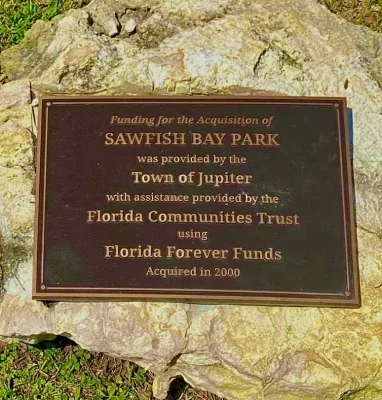 Funding for the Acquisition of
SAWFISH BAY PARK
was provided by the
Town of Jupiter
with assistance provided by the
Florida Communities Trust
using
Florida Forever Funds
Acquired in 2000